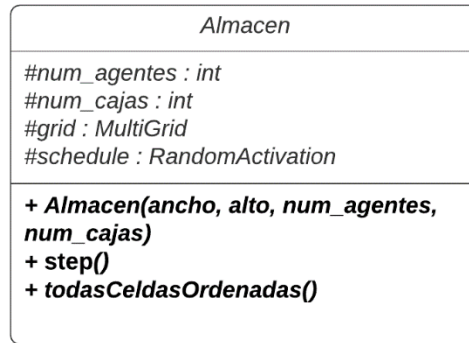 Almacen
#num_agentes : int
#num_cajas : int
#grid : MultiGrid
#schedule : RandomActivation
+ Almacen(ancho, alto, num_agentes,
num_cajas)
+ step()
+ todasCeldasOrdenadas()